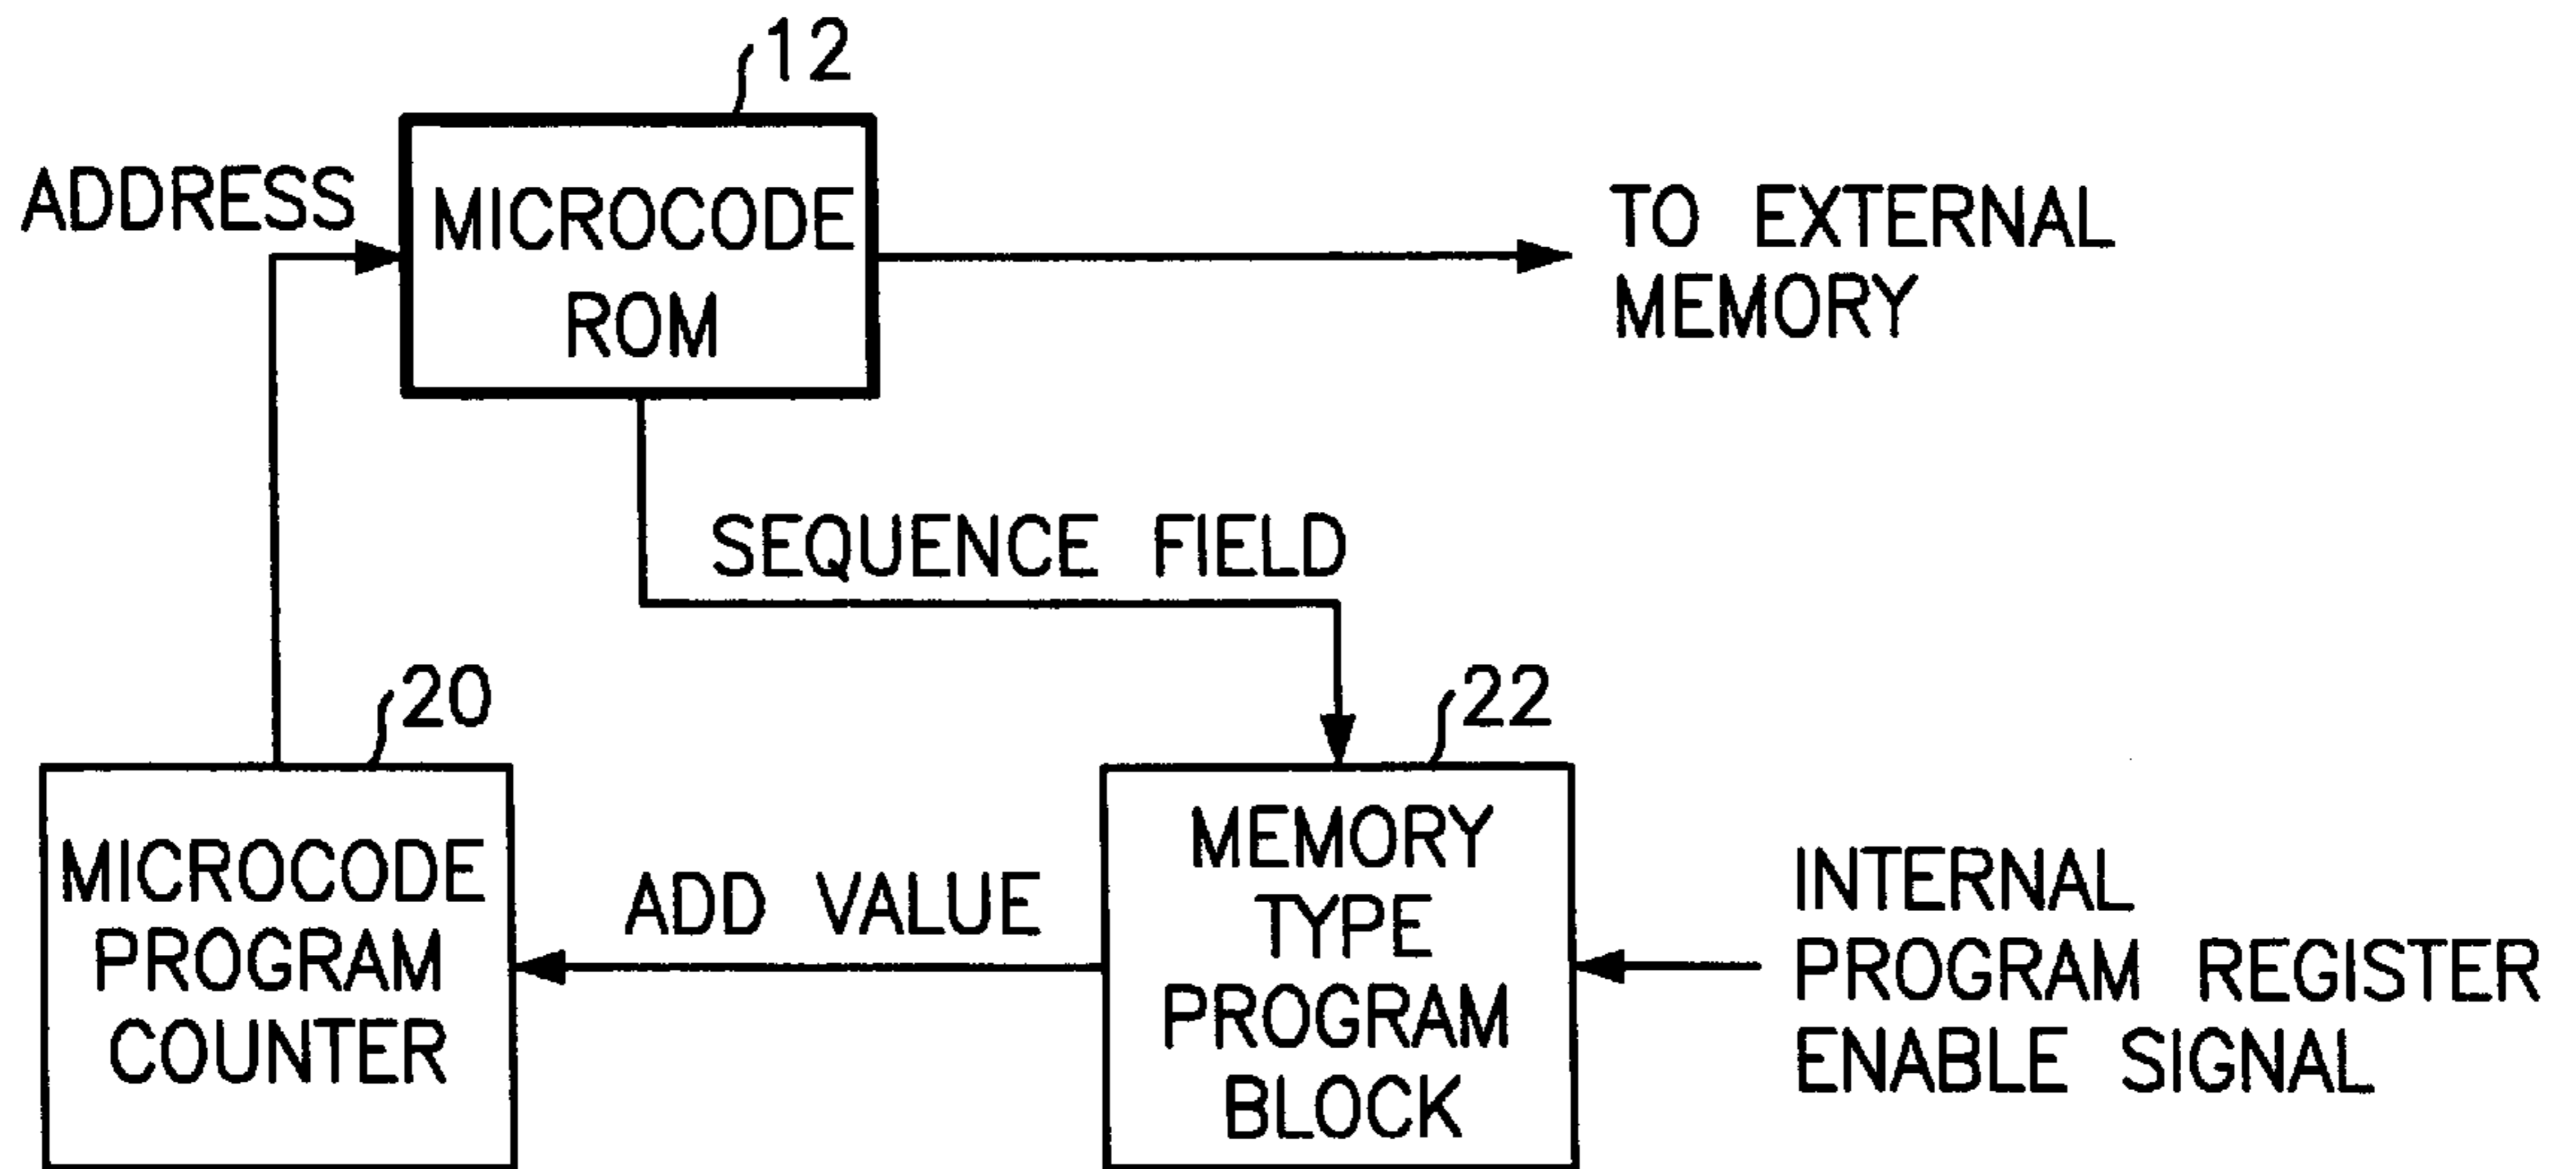 12
ADDRESS
MICROCODE
ROM
TO EXTERNAL
MEMORY
SEQUENCE FIELD
20
22
MICROCODE
PROGRAM
COUNTER
ADD VALUE
MEMORY
TYPE
PROGRAM
BLOCK
INTERNAL
PROGRAM REGISTER
ENABLE SIGNAL